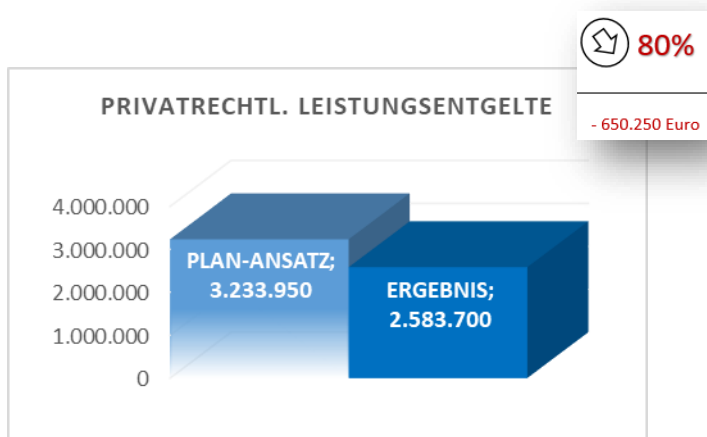 80%
- 650.250 Euro
PRIVATRECHTL. LEISTUNGSENTGELTE
4.000.000
3.000.000
2.000.000
1.000.000
0
PLAN-ANSATZ;
3.233.950
ERGEBNIS;
2.583.700